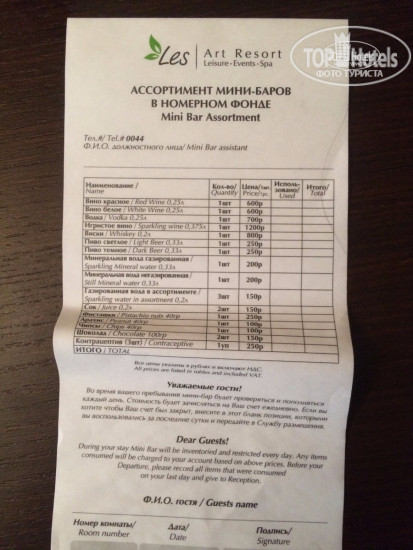 Les Art Resort
Leisure•Events•Spa
TOP Hotels
ФОТО ТУРИСТА
АССОРТИМЕНТ МИНИ-БАРОВ
В НОМЕРНОМ ФОНДЕ
Mini Bar Assortment
Тел.#/ Tel.# 0044
Ф.И.О. должностного лица/ Mini Bar assistant
Наименование / Name Кол-во/ Quantity Цена/1шт. Price/1pc. Исполь- зовано/ Used Итого/ Total
Вино красное / Red Wine 0,25л 1шт 600р
Вино белое / White Wine 0,25л 1шт 600р
Водка / Vodka 0,25л 1шт 700р
Игристое вино / Sparkling wine 0,375л 1шт 1200р
Виски / Whiskey 0,2л 1шт 800р
Пиво светлое / Light Beer 0,33л 1шт 250р
Пиво темное / Dark Beer 0,33л 1шт 250р
Минеральная вода газированная /
Sparkling Mineral water 0,33л 1шт 200р
Минеральная вода негазированная /
Still Mineral water 0,33л 1шт 200р
Газированная вода в ассортименте /
Sparkling water in assortment 0,2л 3шт 150р
Сок / Juice 0,2л 2шт 150р
Фисташки / Pistachio nuts 40гр 1шт 250р
Арахис / Peanut 40гр 1шт 100р
Чипсы / Chips 40гр 1шт 100р
Шоколад / Chocolate 100гр 2шт 150р
Контрацептив (3шт) / Contraceptive 1уп 250р
ИТОГО / TOTAL
Все цены указаны в рублях и включают НДС.
All prices are listed in rubles and included VAT.
Уважаемые гости!
Во время вашего пребывания мини-бар будет проверяться и пополняться
каждый день. Стоимость будет зачисляться на Ваш счет ежедневно. Если вы
хотите чтобы Ваш счет был закрыт, внесите в этот бланк позиции, которыми
вы воспользовались за последние сутки и передайте в Службу размещения.
Dear Guests!
During your stay Mini Bar will be inventoried and restricted every day. Any items
consumed will be charged to your account based on above prices. Before your
Departure, please record all items that were consumed
on your last day and give to Reception.
Ф.И.О. гостя / Guests name
Номер комнаты/ Дата/ Подпись/
Room number Date Signature